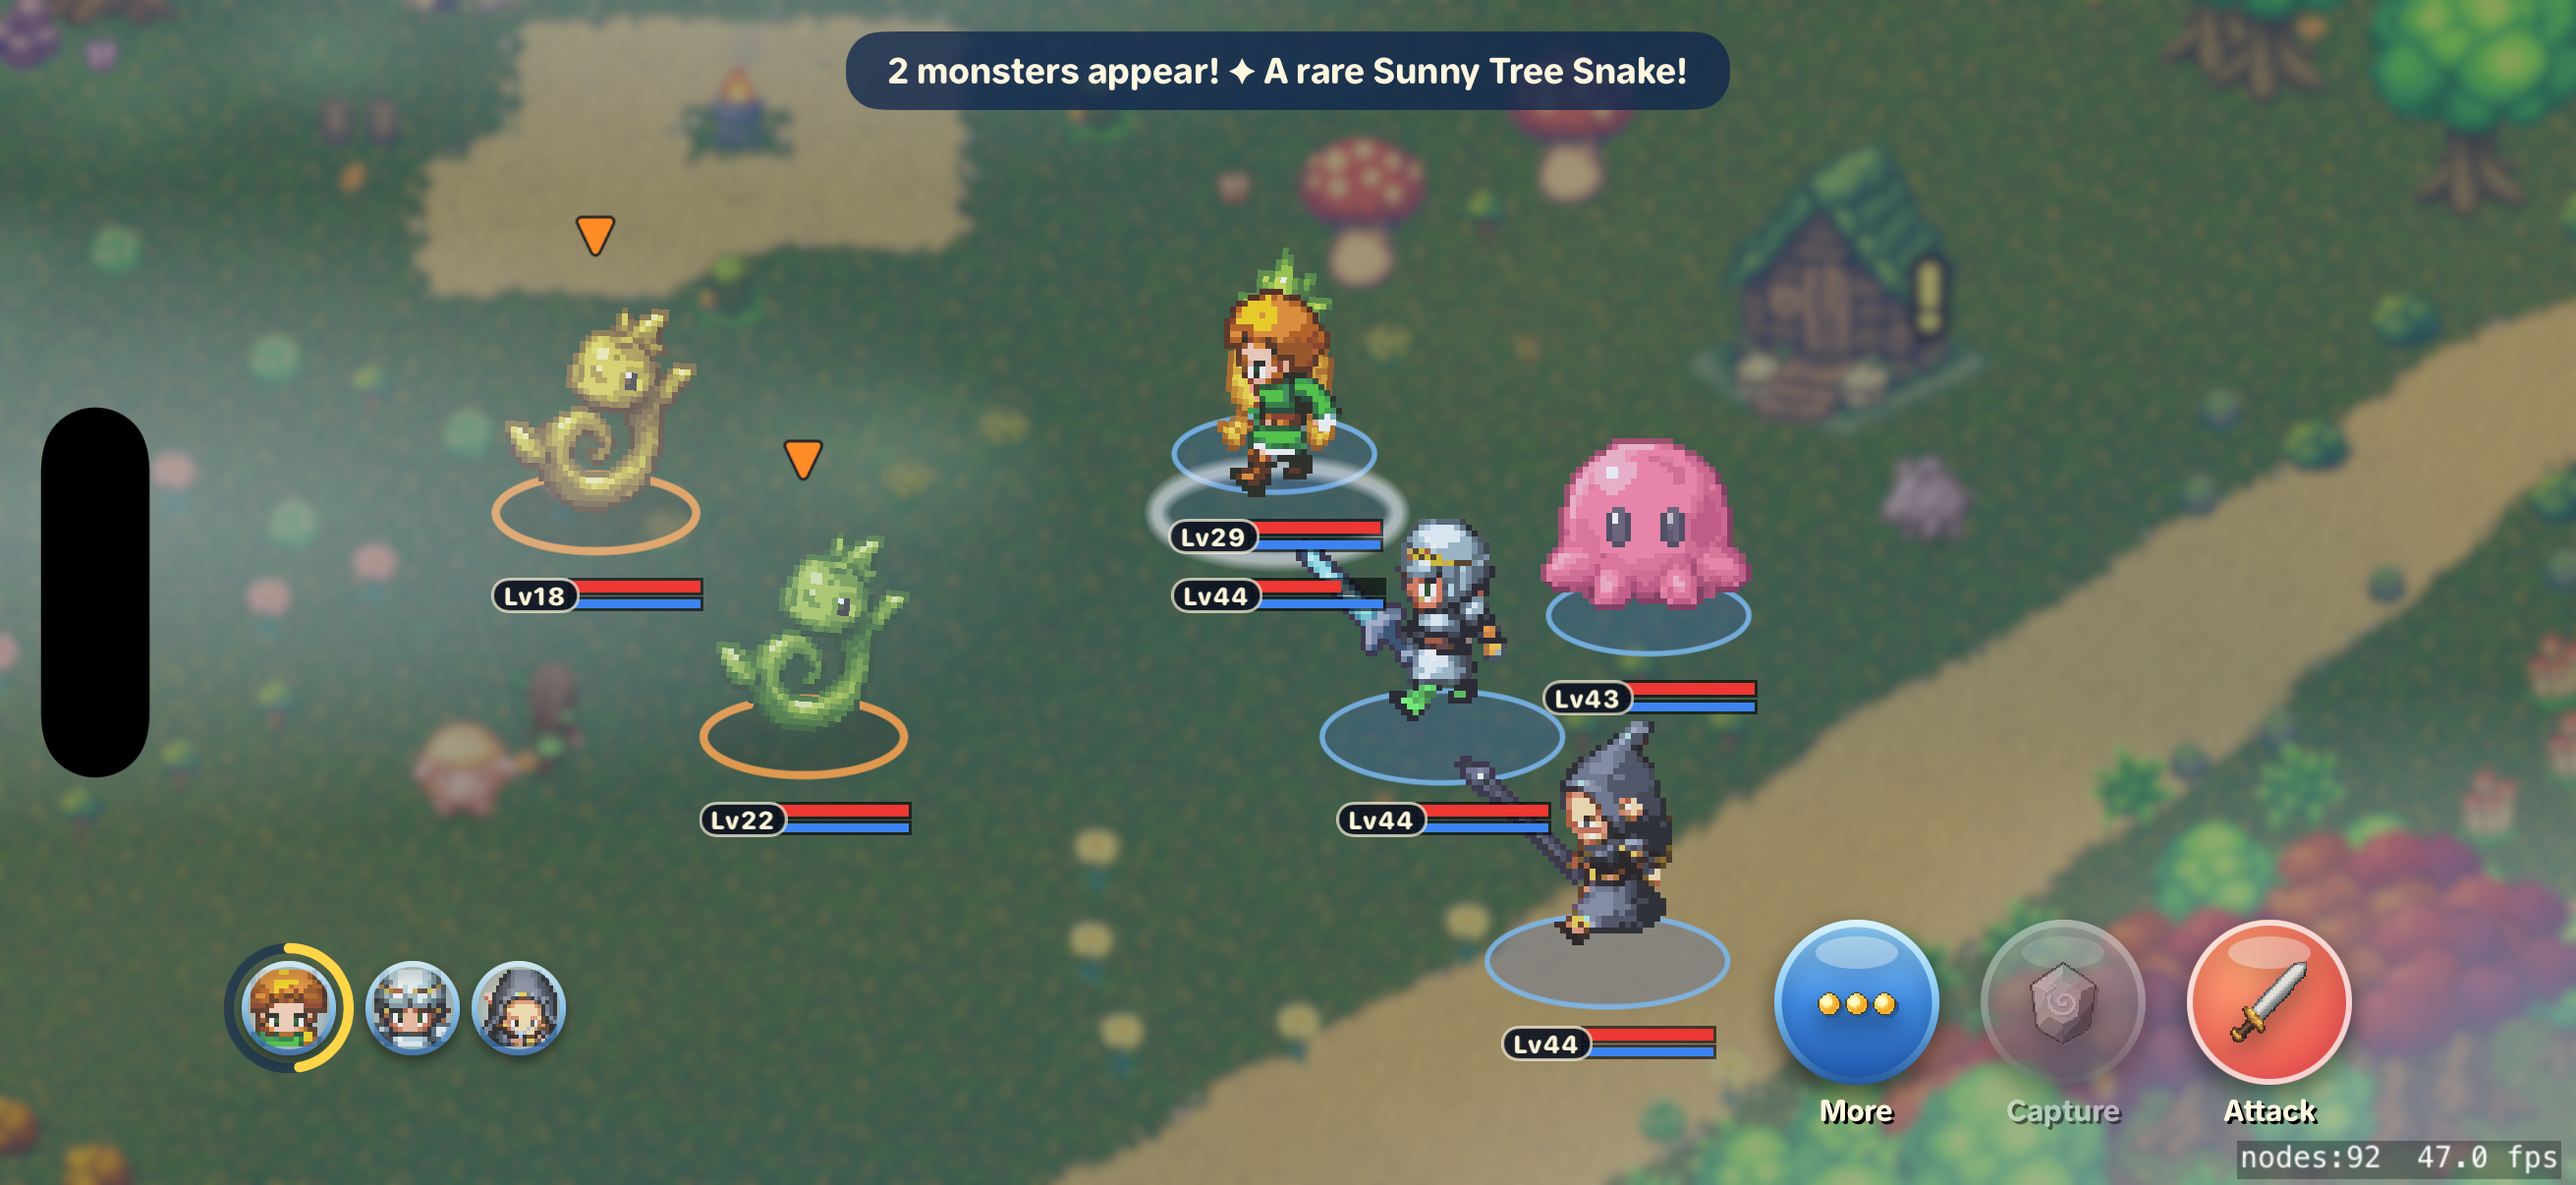 2 monsters appear! ✦ A rare Sunny Tree Snake!
Lv29
Lv18
Lv44
Lv43
Lv22
Lv44
Lv44
More
Capture
Attack
nodes:92 47.0 fps